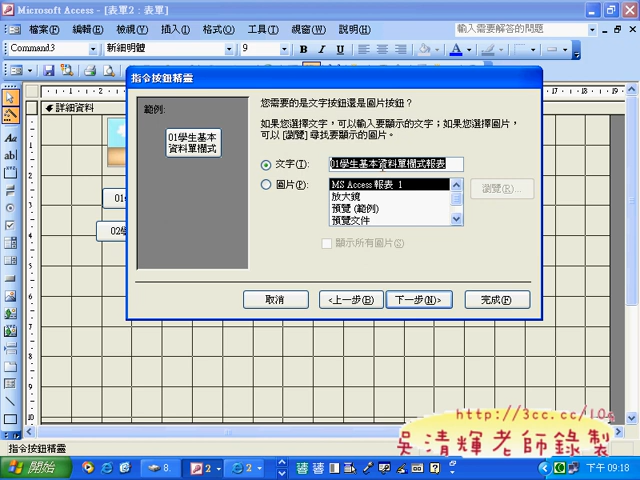 Microsoft Access - [表單2 : 表單]
檔案(F) 編輯(E) 檢視(V) 插入(I) 格式(O) 工具(T) 視窗(W) 說明(H) 輸入需要解答的問題
Command3 新細明體 9 B I U
詳細資料
指令按鈕精靈
範例:
01學生基本
資料單欄式
您需要的是文字按鈕還是圖片按鈕？
如果您選擇文字，可以輸入要顯示的文字；如果您選擇圖片，
可以 [瀏覽] 尋找要顯示的圖片。
文字(T): 01學生基本資料單欄式報表
圖片(P): MS Access 報表 1
放大鏡
預覽 (範例)
預覽文件
瀏覽(R)...
顯示所有圖片(S)
取消 <上一步(B) 下一步(N)> 完成(F)
http://3cc.cc/10g
吳清輝老師錄製
指令按鈕精靈
開始 8. 2 2 下午 09:18